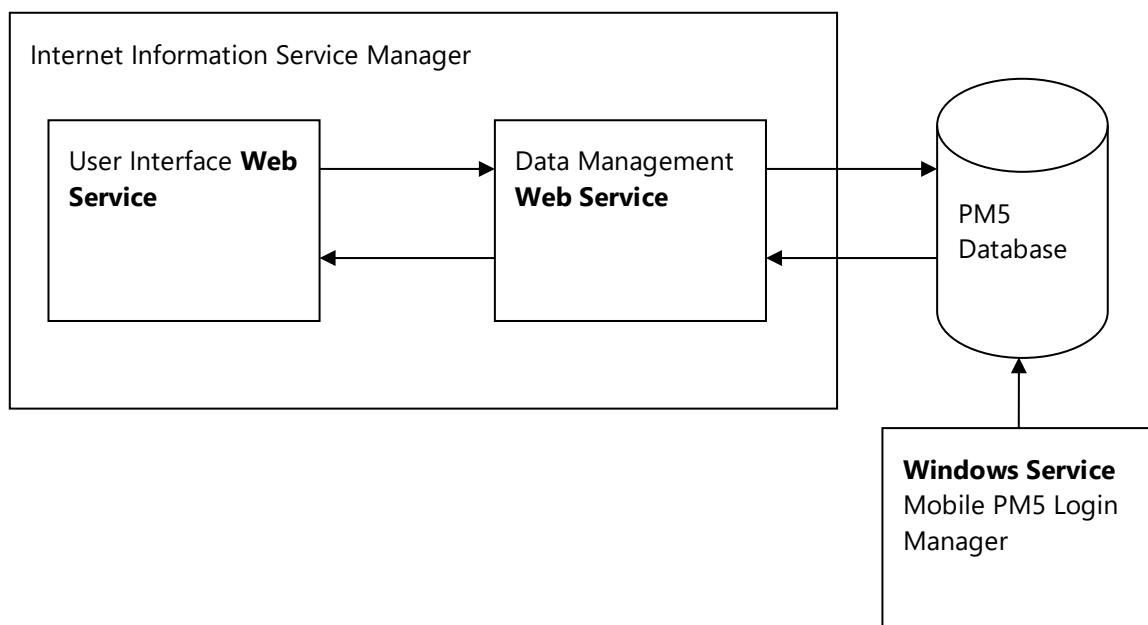 Internet Information Service Manager
User Interface Web
Service
Data Management
Web Service
PM5
Database
Windows Service
Mobile PM5 Login
Manager